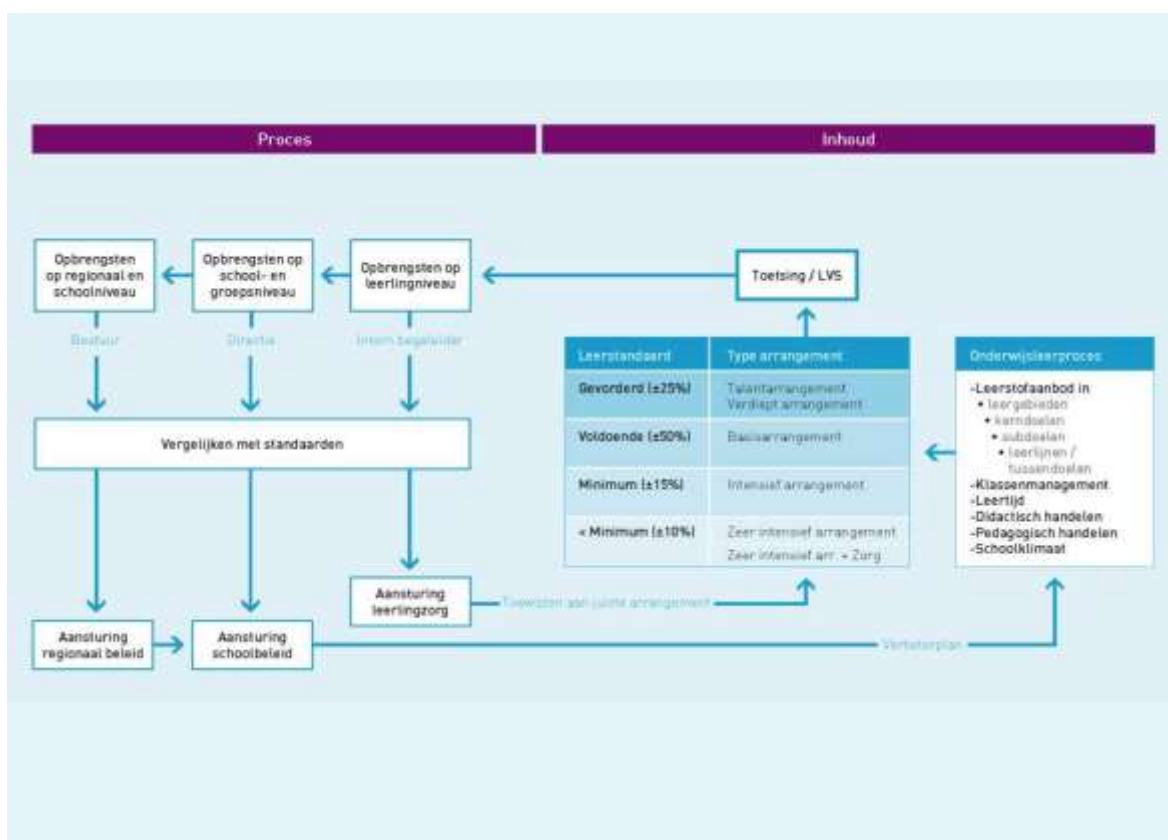 Proces
Inhoud
Opbrengsten
op regionaal en
schoolniveau
Opbrengsten op
school- en
groepsniveau
Opbrengsten op
leerlingniveau
Toetsing / LVS
Bestuur
Directie
Intern begeleider
Vergelijken met standaarden
Leerstandaard
Type arrangement
Gevorderd (±25%)
Talentarrangement
Verdiept arrangement
Voldoende (±50%)
Basisarrangement
Minimum (±15%)
Intensief arrangement
< Minimum (±10%)
Zeer intensief arrangement
Zeer intensief arr. + Zorg
Onderwijsleerproces
-Leerstofaanbod in
• leergebieden
• kerndoelen
• subdoelen
• leerlijnen /
tussendoelen
-Klassenmanagement
-Leertijd
-Didactisch handelen
-Pedagogisch handelen
-Schoolklimaat
Aansturing
leerlingzorg
Toewijzen aan juiste arrangement
Aansturing
regionaal beleid
Aansturing
schoolbeleid
Verbeterplan